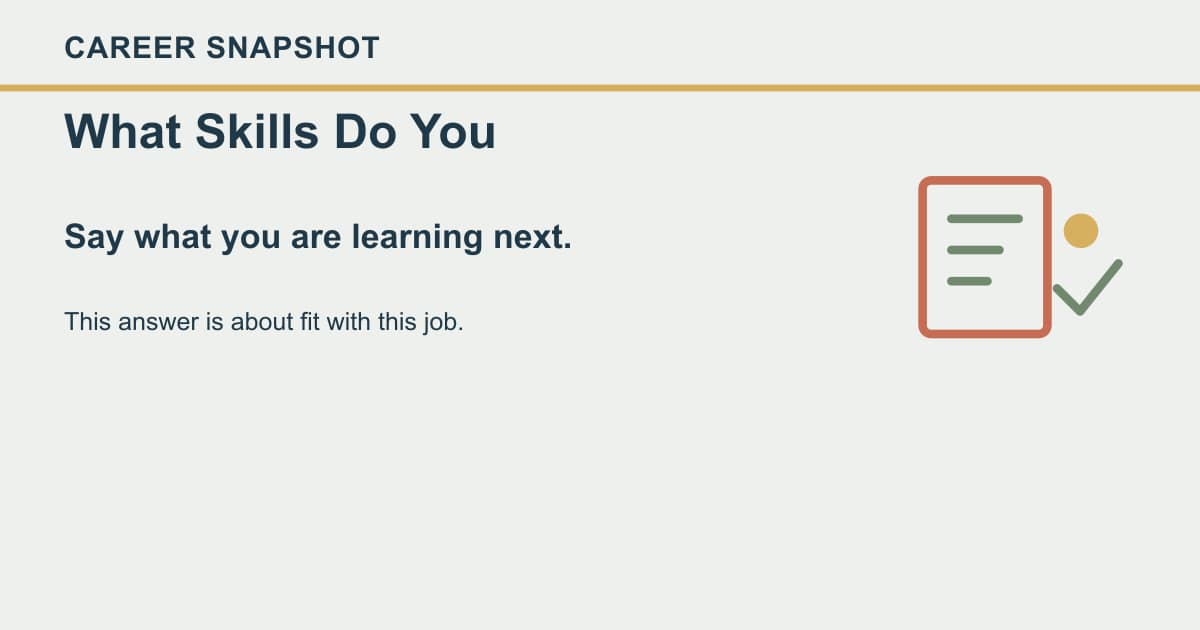 CAREER SNAPSHOT
What Skills Do You
Say what you are learning next.
This answer is about fit with this job.